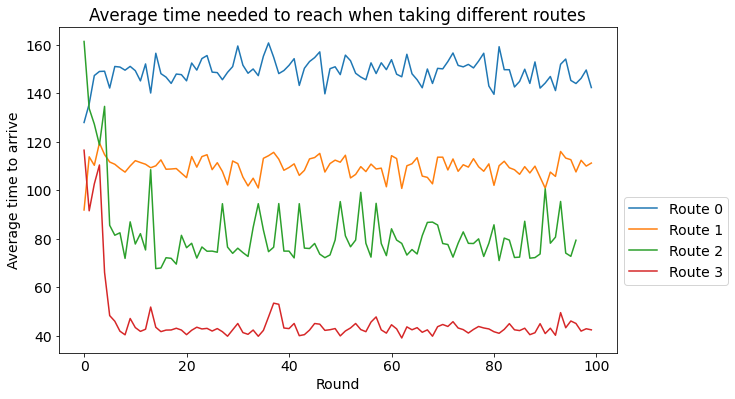 Average time needed to reach when taking different routes
Average time to arrive
160
140
120
100
80
60
40
0
20
40
60
80
100
Round
Route 0
Route 1
Route 2
Route 3